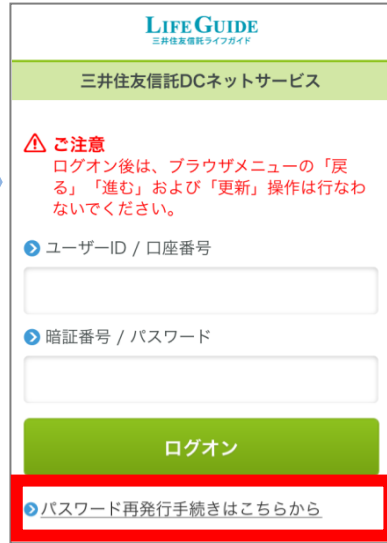 LIFE GUIDE
三井住友信託ライフガイド
三井住友信託DCネットサービス
ご注意
ログオン後は、ブラウザメニューの「戻
る」「進む」および「更新」操作は行なわ
ないでください。
ユーザーID / 口座番号
暗証番号 / パスワード
ログオン
パスワード再発行手続きはこちらから